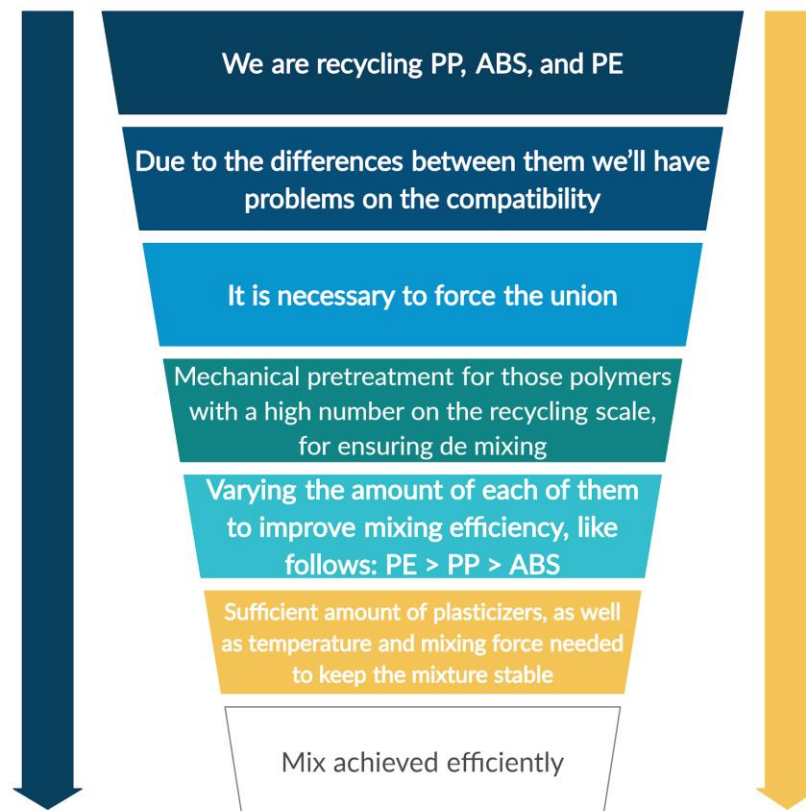 We are recycling PP, ABS, and PE
Due to the differences between them we'll have
problems on the compatibility
It is necessary to force the union
Mechanical pretreatment for those polymers
with a high number on the recycling scale,
for ensuring de mixing
Varying the amount of each of them
to improve mixing efficiency, like
follows: PE > PP > ABS
Sufficient amount of plasticizers, as well
as temperature and mixing force needed
to keep the mixture stable
Mix achieved efficiently